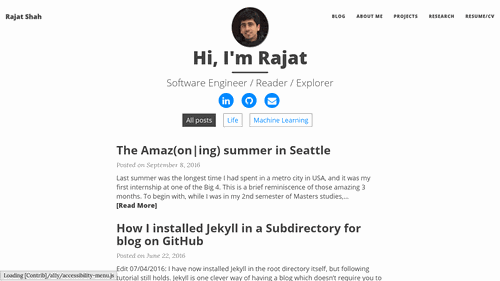 Rajat Shah
BLOG ABOUT ME PROJECTS RESEARCH RESUME/CV
Hi, I'm Rajat
Software Engineer / Reader / Explorer
All posts Life Machine Learning
The Amaz(on|ing) summer in Seattle
Posted on September 8, 2016
Last summer was the longest time I had spent in a metro city in USA, and it was my
first internship at one of the Big 4. This is a brief reminiscence of those amazing 3
months. To begin with, while I was in my 2nd semester of Masters studies,...
[Read More]
How I installed Jekyll in a Subdirectory for
blog on GitHub
Posted on June 22, 2016
Edit 07/04/2016: I have now installed Jekyll in the root directory itself, but following
tutorial still holds. Jekyll is one clever way of having a blog which doesn't require you to
Loading [Contrib]/a11y/accessibility-menu.js